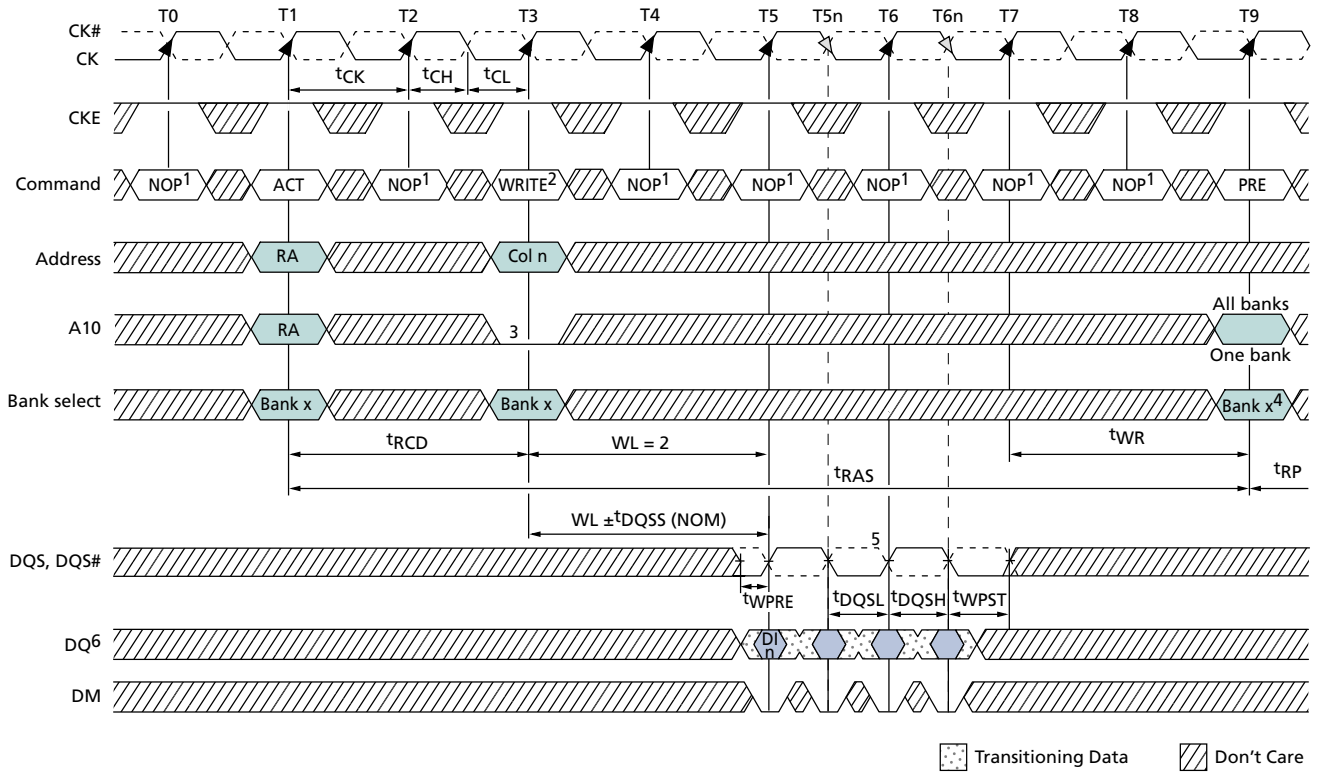 T0 T1 T2 T3 T4 T5 T5n T6 T6n T7 T8 T9
CK#
CK
tCK tCH tCL
CKE
Command NOP1 ACT NOP1 WRITE2 NOP1 NOP1 NOP1 NOP1 NOP1 PRE
Address RA Col n
All banks
A10 RA 3
One bank
Bank select Bank x Bank x Bank x4
tRCD WL = 2 tWR
tRAS tRP
WL ±tDQSS (NOM)
5
DQS, DQS#
tWPRE tDQSL tDQSH tWPST
DQ6 DI
n
DM
Transitioning Data Don't Care